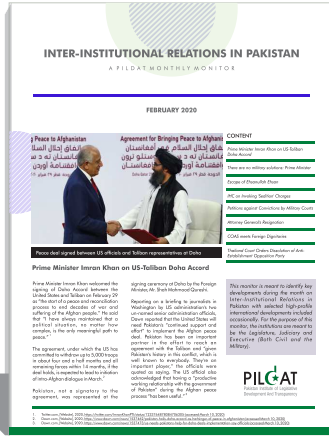 INTER-INSTITUTIONAL RELATIONS IN PAKISTAN
A PILDAT MONTHLY MONITOR
FEBRUARY 2020
g Peace to Afghanistan
Agreement for Bringing Peace to Afghanis
Peace deal signed between US officials and Taliban representatives at Doha
Prime Minister Imran Khan on US-Taliban Doha Accord
Prime Minister Imran Khan welcomed the
signing of Doha Accord between the
United States and Taliban on February 29
as "the start of a peace and reconciliation
process to end decades of war and
suffering of the Afghan people." He said
that "I have always maintained that a
political solution, no matter how
complex, is the only meaningful path to
peace."
The agreement, under which the US has
committed to withdraw up to 5,000 troops
in about four and a half months and all
remaining forces within 14 months, if the
deal holds, is expected to lead to initiation
of intra-Afghan dialogue in March.
Pakistan, not a signatory to the
agreement, was represented at the
signing ceremony at Doha by the Foreign
Minister, Mr. Shah Mahmood Qureshi.
Reporting on a briefing to journalists in
Washington by US administration's two
un-named senior administration officials,
Dawn reported that the United States will
need Pakistan's "continued support and
effort" to implement the Afghan peace
deal. Pakistan has been an important
partner in the effort to reach an
agreement with the Taliban and "given
Pakistan's history in this conflict, which is
well known to everybody. They're an
important player," the officials were
quoted as saying. The US official also
acknowledged that having a "productive
working relationship with the government
of Pakistan" during the Afghan peace
process "has been useful."
CONTENT
Prime Minister Imran Khan on US-Taliban
Doha Accord
There are no military solutions: Prime Minister
Escape of Ehsanullah Ehsan
IHC on Invoking 'Sedition' Charges
Petitions against Convictions by Military Courts
Attorney General's Resignation
COAS meets Foreign Dignitaries
Thailand Court Orders Dissolution of Anti-
Establishment Opposition Party
This monitor is meant to identify key
developments during the month on
Inter-Institutional Relations in
Pakistan with selected high-profile
international developments included
occasionally. For the purpose of this
monitor, the institutions are meant to
be the Legislature, Judiciary and
Executive (Both Civil and the
Military)
PILDAT
Pakistan Institute of Legislative
Development And Transparency